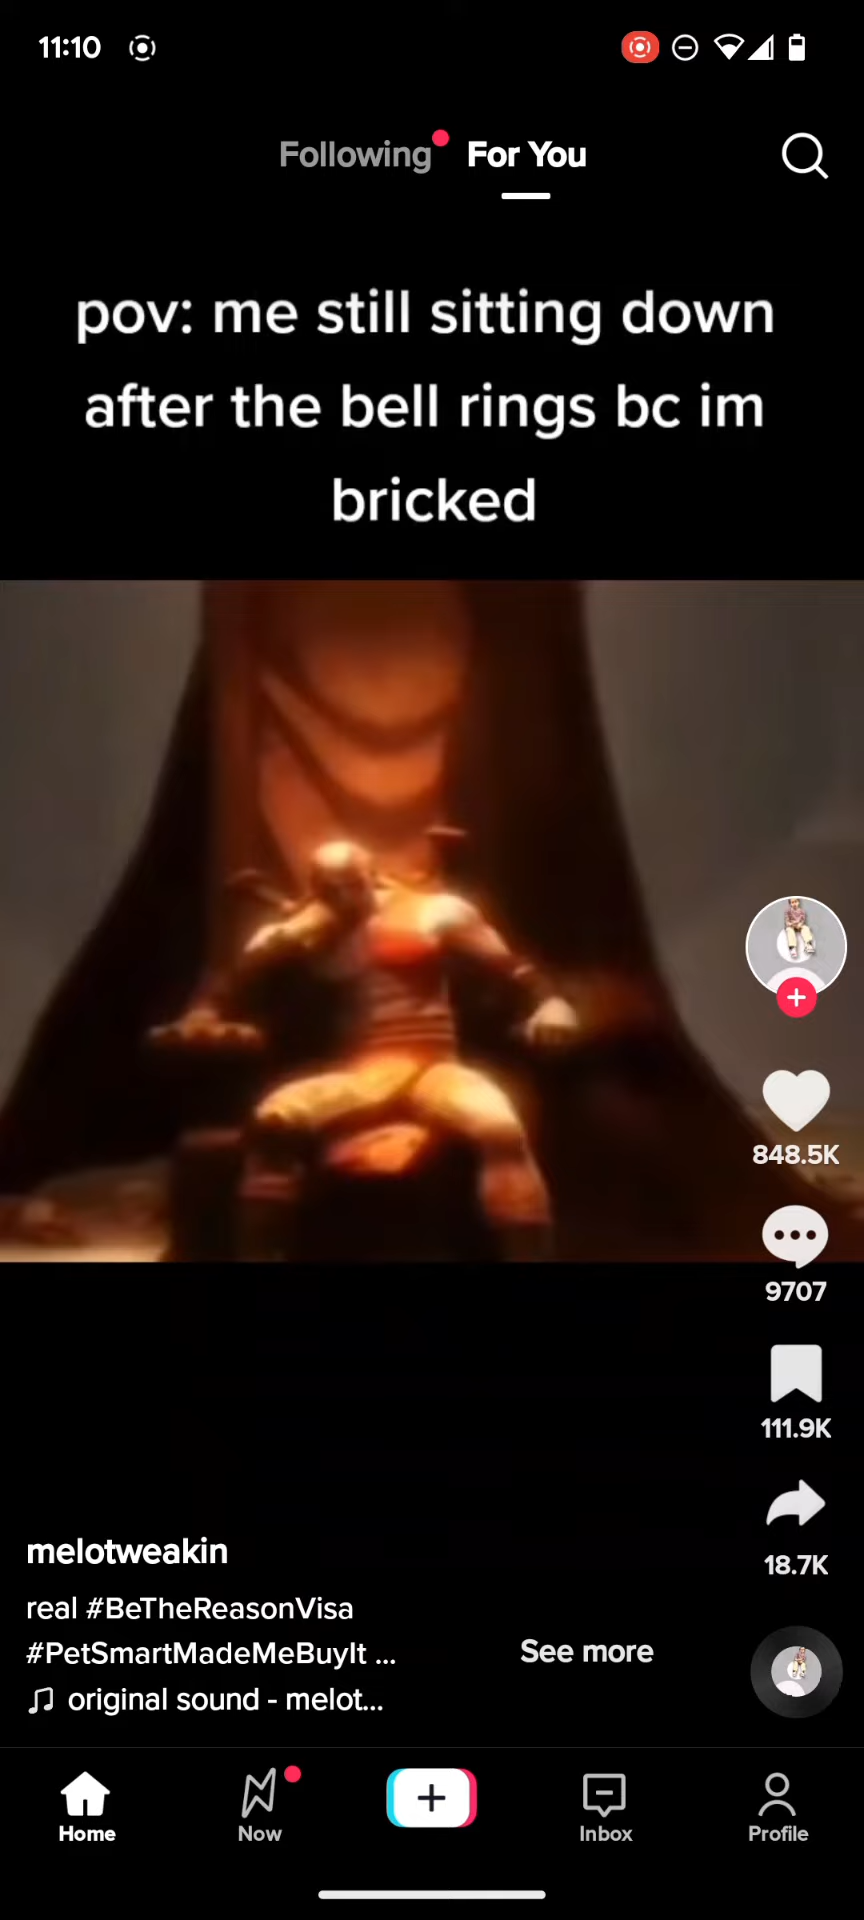 11:10
Following For You
pov: me still sitting down
after the bell rings bc im
bricked
848.5K
9707
111.9K
18.7K
melotweakin
real #BeTheReasonVisa
#PetSmartMadeMeBuyIt ... See more
original sound - melot...
Home Now Inbox Profile